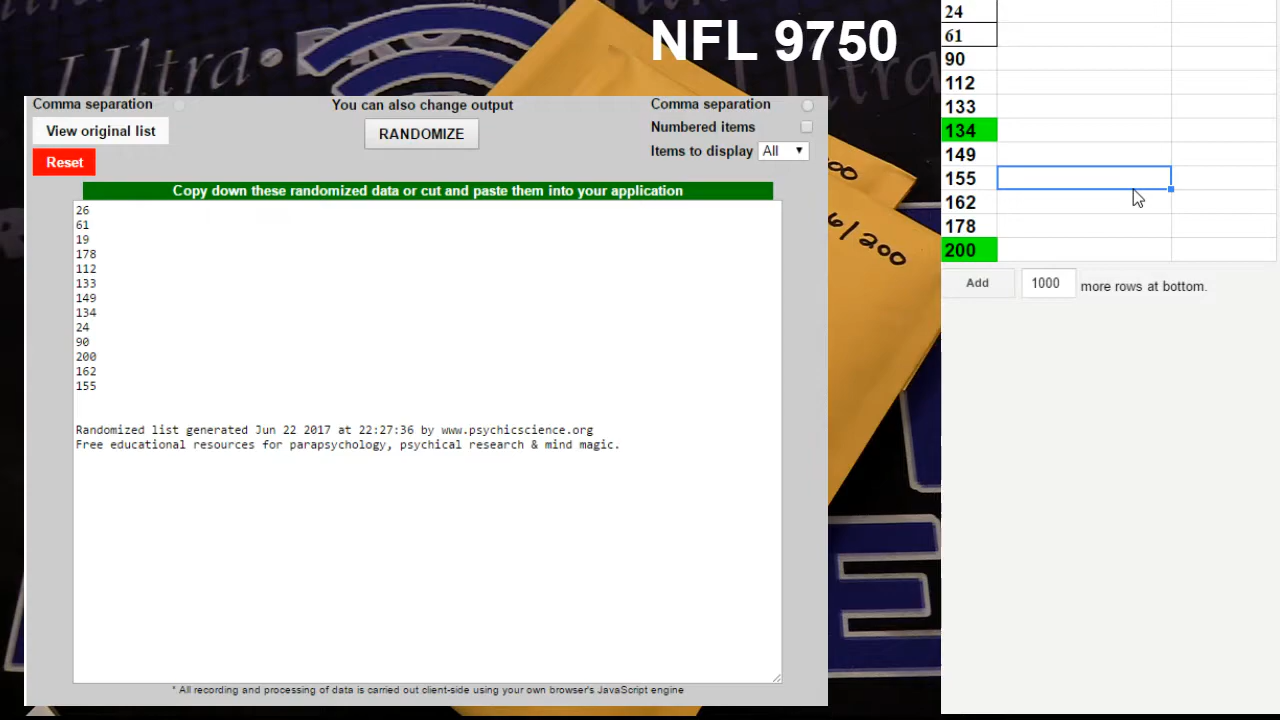 NFL 9750
Ultra
Comma separation
View original list
Reset
You can also change output
RANDOMIZE
Comma separation
Numbered items
Items to display All
Copy down these randomized data or cut and paste them into your application
26
61
19
178
112
133
149
134
24
90
200
162
155
Randomized list generated Jun 22 2017 at 22:27:36 by www.psychicscience.org
Free educational resources for parapsychology, psychical research & mind magic.
* All recording and processing of data is carried out client-side using your own browser's JavaScript engine
6/200
24
61
90
112
133
134
149
155
162
178
200
Add 1000 more rows at bottom.